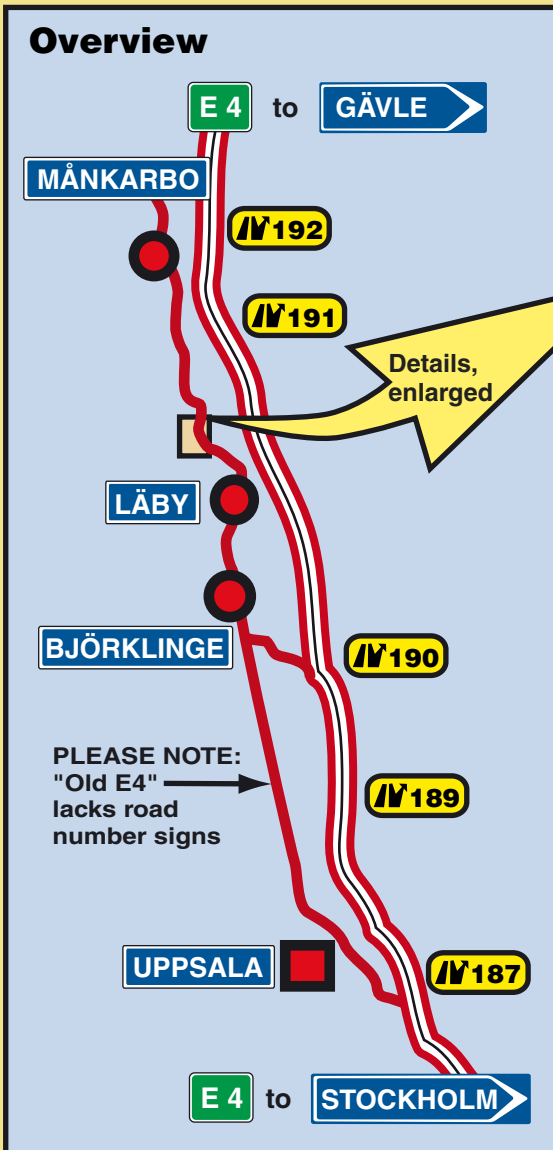 Overview
E 4 to GÄVLE
MÅNKARBO
192
191
Details,
enlarged
LÄBY
BJÖRKLINGE
190
PLEASE NOTE:
"Old E4"
lacks road
number signs
189
UPPSALA
187
E 4 to STOCKHOLM